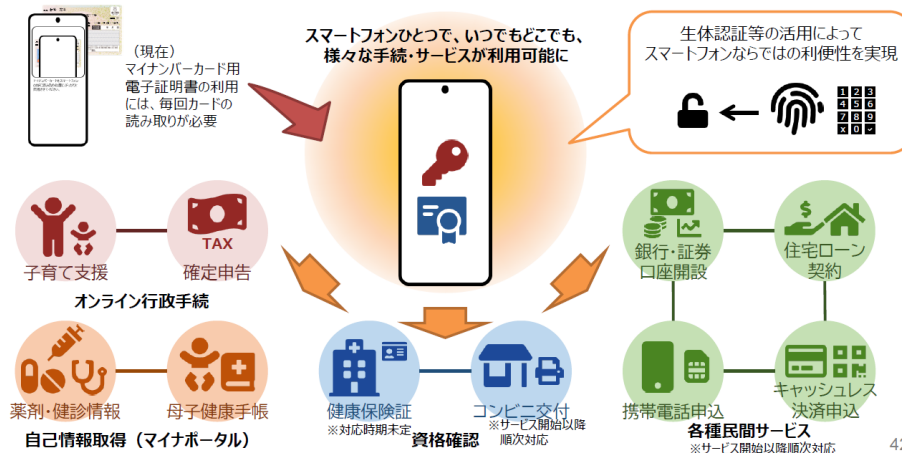 スマートフォンひとつで、いつでもどこでも、
様々な手続・サービスが利用可能に
（現在）
マイナンバーカード用
電子証明書の利用
には、毎回カードの
読み取りが必要
生体認証等の活用によって
スマートフォンならではの利便性を実現
1 2 3
4 5 6
7 8 9
x 0
子育て支援
TAX
確定申告
オンライン行政手続
薬剤・健診情報
母子健康手帳
自己情報取得（マイナポータル）
健康保険証
※対応時期未定
コンビニ交付
※サービス開始以降
順次対応
資格確認
銀行・証券
口座開設
$
住宅ローン
契約
携帯電話申込
キャッシュレス
決済申込
各種民間サービス
※サービス開始以降順次対応
42